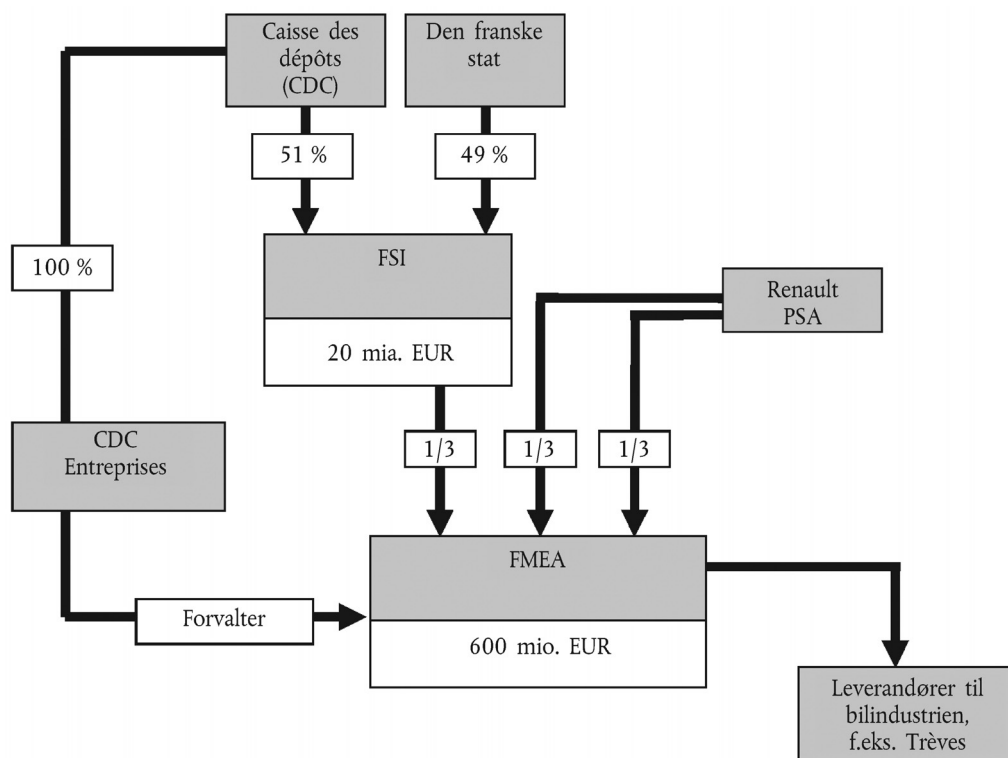 Caisse des
dépôts
(CDC)
Den franske
stat
51 %
49 %
100 %
FSI
20 mia. EUR
Renault
PSA
CDC
Entreprises
1/3
1/3
1/3
FMEA
600 mio. EUR
Forvalter
Leverandører til
bilindustrien,
f.eks. Trèves